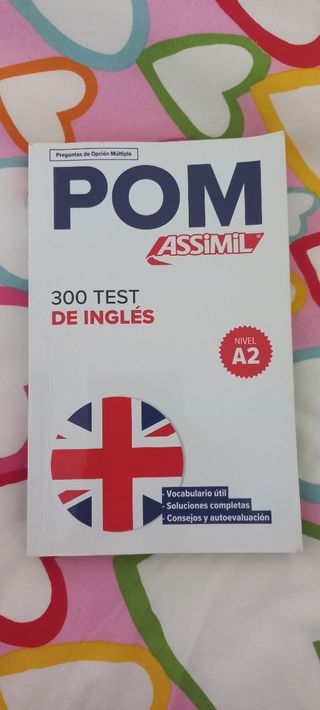 Preguntas de Opción Múltiple
POM
ASSiMiL®
300 TEST
DE INGLÉS
NIVEL
A2
- Vocabulario útil
- Soluciones completas
- Consejos y autoevaluación